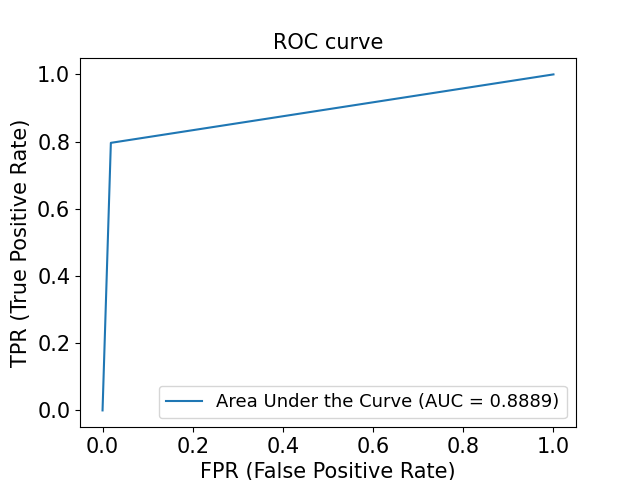 ROC curve
TPR (True Positive Rate)
1.0
0.8
0.6
0.4
0.2
0.0
Area Under the Curve (AUC = 0.8889)
0.0 0.2 0.4 0.6 0.8 1.0
FPR (False Positive Rate)